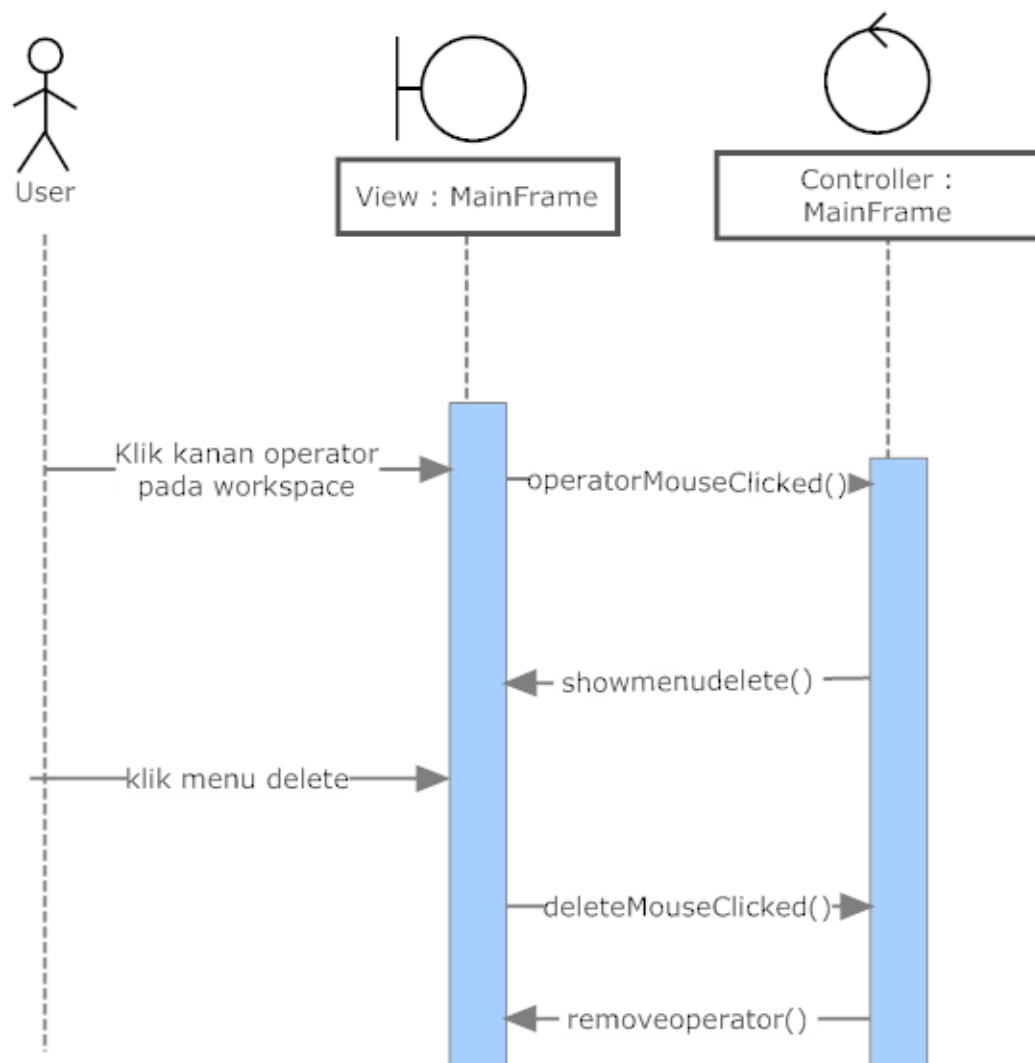 User
View : MainFrame
Controller :
MainFrame
Klik kanan operator
pada workspace
operatorMouseClicked()
showmenudelete()
klik menu delete
deleteMouseClicked()
removeoperator()